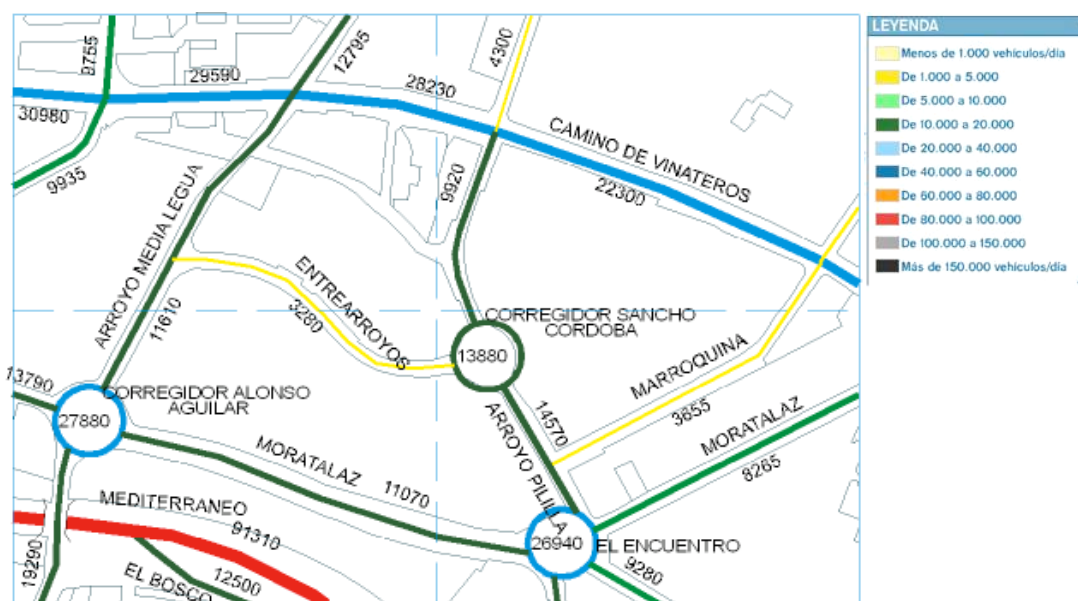 9755
29590
12795
4300
28230
30980
9935
CAMINO DE VINATEROS
22300
9920
ARROYO MEDIA LEGUA
11610
ENTREARROYOS
3280
CORREGIDOR SANCHO
CORDOBA
13880
MARROQUINA
3655
13790
CORREGIDOR ALONSO
AGUILAR
27880
ARROYO PILILLA
14570
MORATALAZ
8265
MORATALAZ
11070
MEDITERRANEO
91310
26940
EL ENCUENTRO
9280
19290
EL BOSCO
12500
LEYENDA
Menos de 1.000 vehículos/día
De 1.000 a 5.000
De 5.000 a 10.000
De 10.000 a 20.000
De 20.000 a 40.000
De 40.000 a 60.000
De 60.000 a 80.000
De 80.000 a 100.000
De 100.000 a 150.000
Más de 150.000 vehículos/día